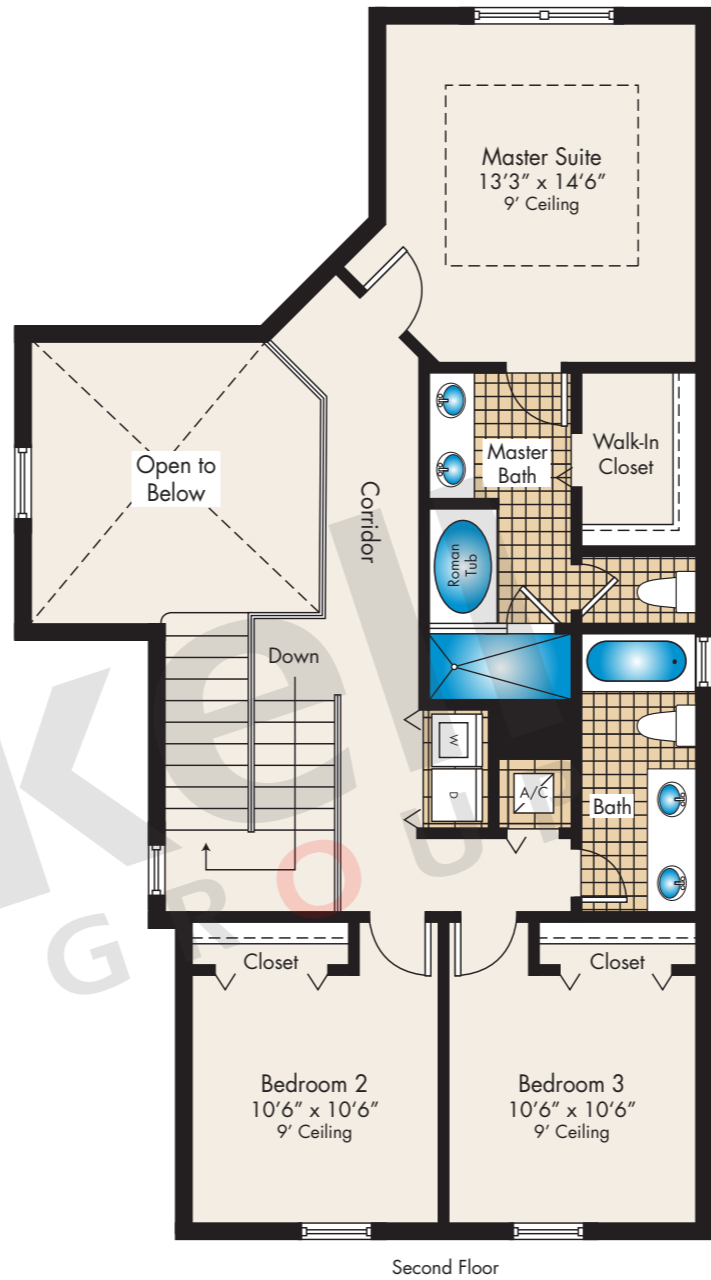 Master Suite
13'3" x 14'6"
9' Ceiling
Open to
Below
Corridor
Master
Bath
Walk-In
Closet
Roman
Tub
Down
W
D
A/C
Bath
Closet
Closet
Bedroom 2
10'6" x 10'6"
9' Ceiling
Bedroom 3
10'6" x 10'6"
9' Ceiling
Second Floor
kell
GROUP